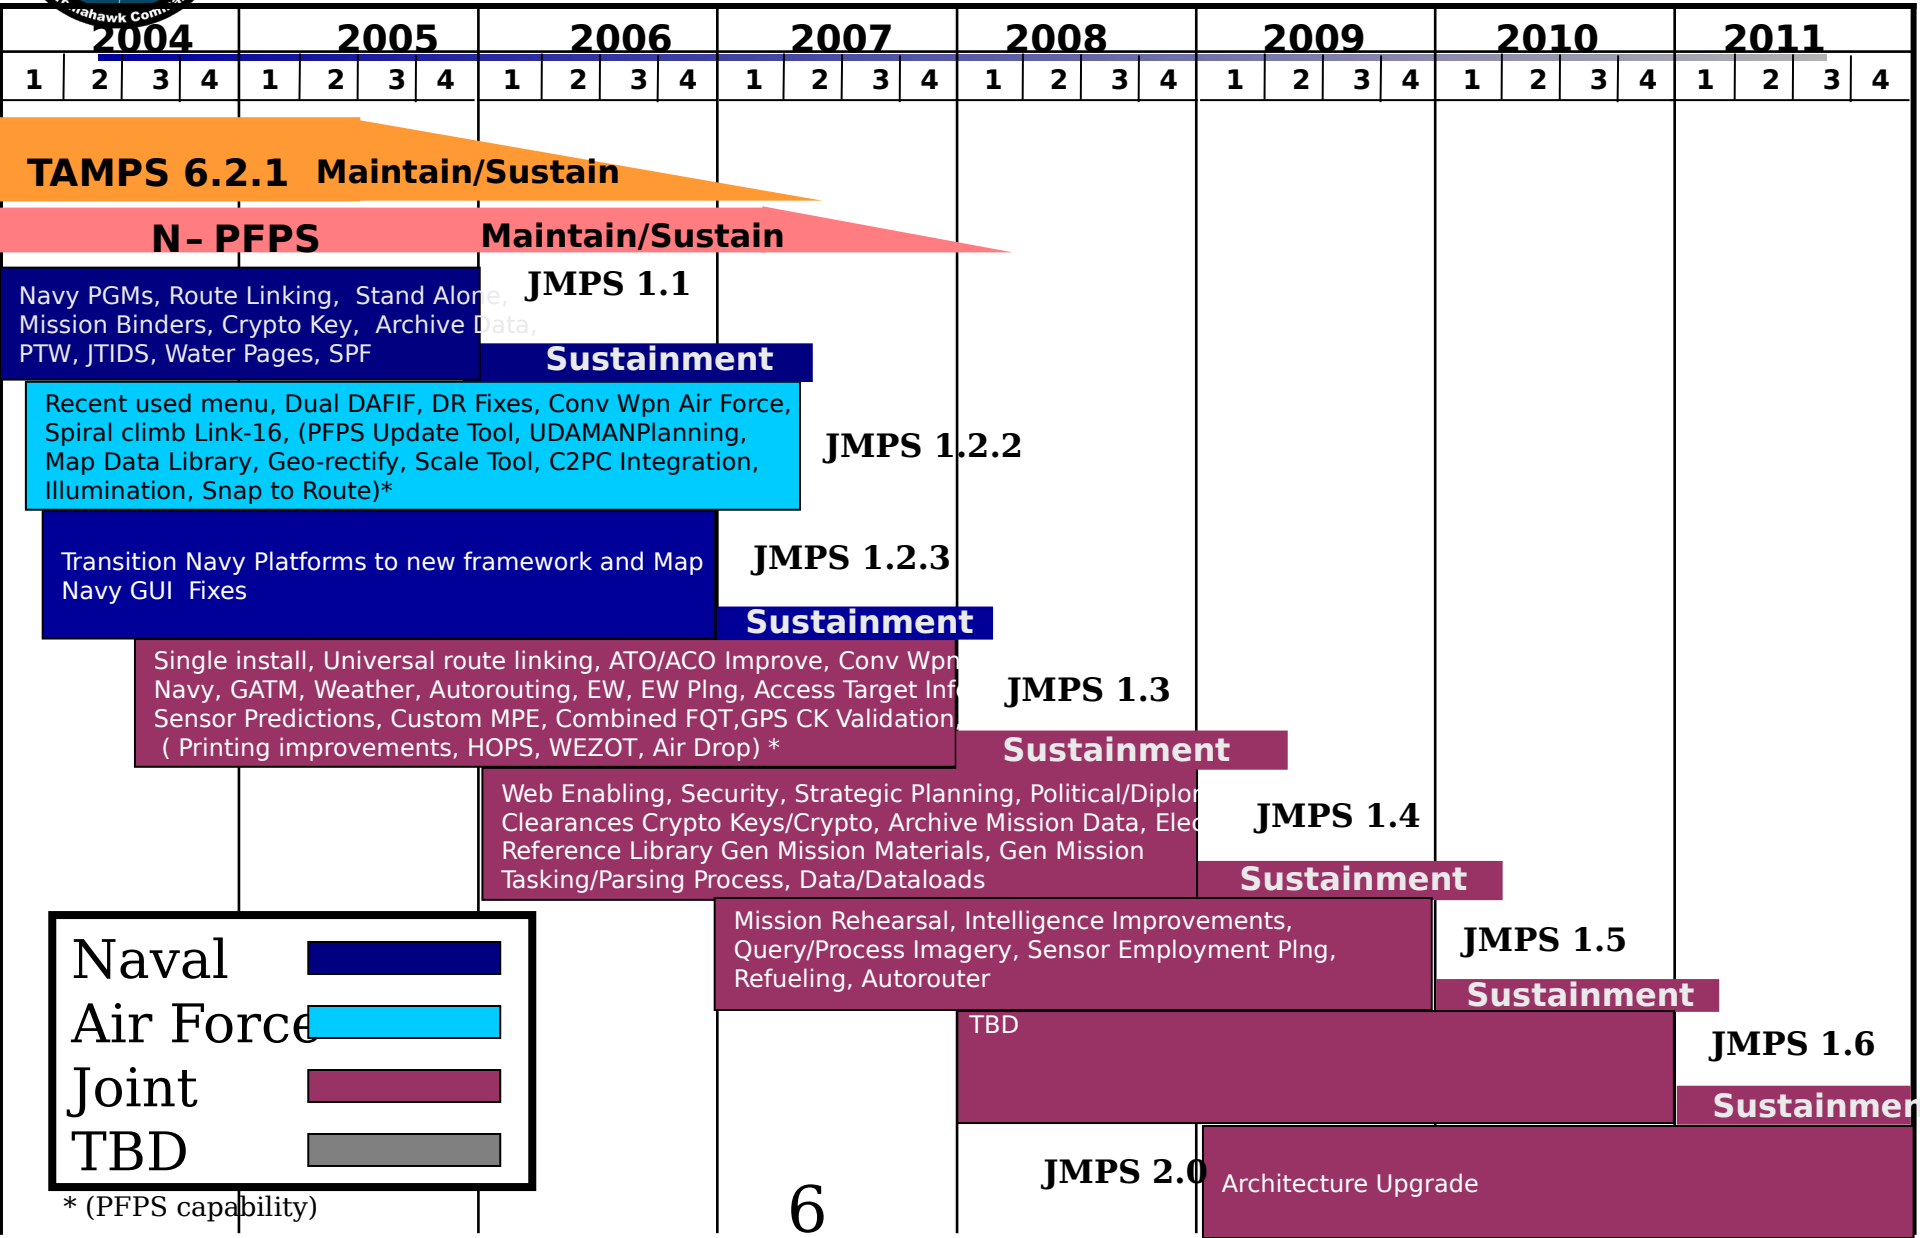 Tomahawk Com
2004 2005 2006 2007 2008 2009 2010 2011
1 2 3 4 1 2 3 4 1 2 3 4 1 2 3 4 1 2 3 4 1 2 3 4 1 2 3 4 1 2 3 4
TAMPS 6.2.1 Maintain/Sustain
N– PFPS Maintain/Sustain
JMPS 1.1
Navy PGMs, Route Linking, Stand Alone,
Mission Binders, Crypto Key, Archive Data,
PTW, JTIDS, Water Pages, SPF
Sustainment
Recent used menu, Dual DAFIF, DR Fixes, Conv Wpn Air Force,
Spiral climb Link-16, (PFPS Update Tool, UDAMANPlanning,
Map Data Library, Geo-rectify, Scale Tool, C2PC Integration,
Illumination, Snap to Route)*
JMPS 1.2.2
Transition Navy Platforms to new framework and Map
Navy GUI Fixes
JMPS 1.2.3
Sustainment
Single install, Universal route linking, ATO/ACO Improve, Conv Wpn
Navy, GATM, Weather, Autorouting, EW, EW Plng, Access Target Info
Sensor Predictions, Custom MPE, Combined FQT,GPS CK Validation,
( Printing improvements, HOPS, WEZOT, Air Drop) *
JMPS 1.3
Sustainment
Web Enabling, Security, Strategic Planning, Political/Diplo
Clearances Crypto Keys/Crypto, Archive Mission Data, Elec
Reference Library Gen Mission Materials, Gen Mission
Tasking/Parsing Process, Data/Dataloads
JMPS 1.4
Sustainment
Mission Rehearsal, Intelligence Improvements,
Query/Process Imagery, Sensor Employment Plng,
Refueling, Autorouter
JMPS 1.5
Sustainment
TBD
JMPS 1.6
Sustainmen
JMPS 2.0
Architecture Upgrade
Naval
Air Force
Joint
TBD
* (PFPS capability)
6